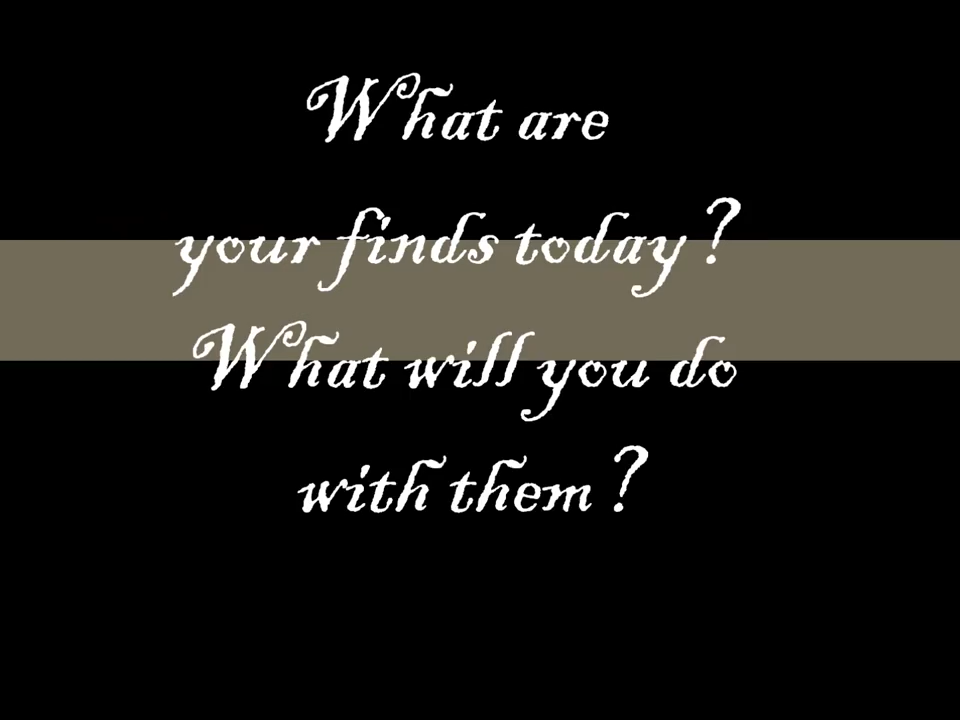 What are
your finds today?
What will you do
with them?